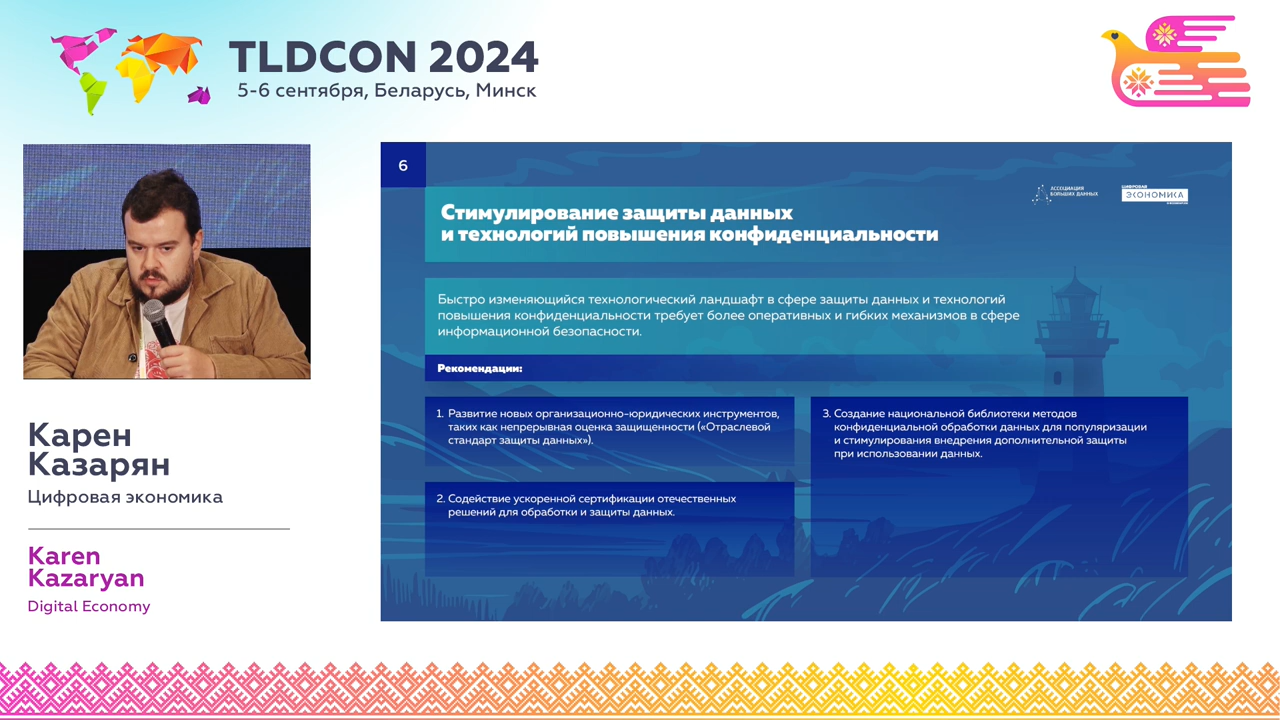 TLDCON 2024
5-6 сентября, Беларусь, Минск
Карен
Казарян
Цифровая экономика
Karen
Kazaryan
Digital Economy
6
АССОЦИАЦИЯ
БОЛЬШИХ ДАННЫХ
ЦИФРОВАЯ
ЭКОНОМИКА
Стимулирование защиты данных
и технологий повышения конфиденциальности
Быстро изменяющийся технологический ландшафт в сфере защиты данных и технологий
повышения конфиденциальности требует более оперативных и гибких механизмов в сфере
информационной безопасности.
Рекомендации:
1. Развитие новых организационно-юридических инструментов,
таких как непрерывная оценка защищенности («Отраслевой
стандарт защиты данных»).
2. Содействие ускоренной сертификации отечественных
решений для обработки и защиты данных.
3. Создание национальной библиотеки методов
конфиденциальной обработки данных для популяризации
и стимулирования внедрения дополнительной защиты
при использовании данных.